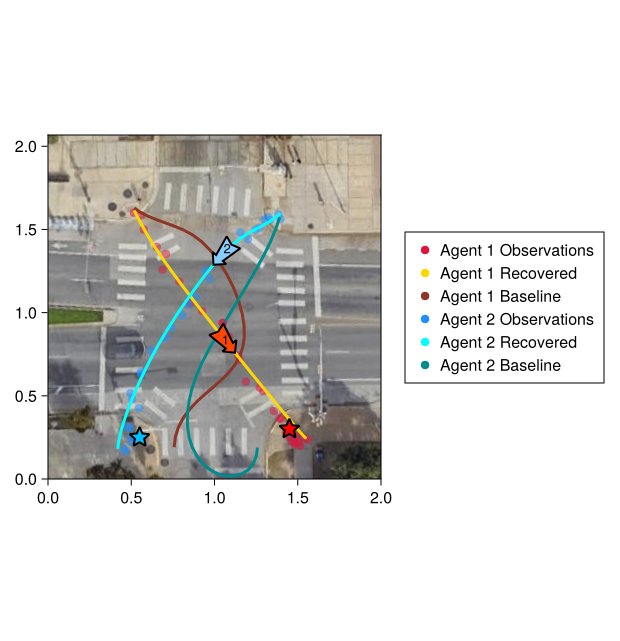 2.0
1.5
1.0
0.5
0.0
0.0 0.5 1.0 1.5 2.0
2
1
Agent 1 Observations
Agent 1 Recovered
Agent 1 Baseline
Agent 2 Observations
Agent 2 Recovered
Agent 2 Baseline